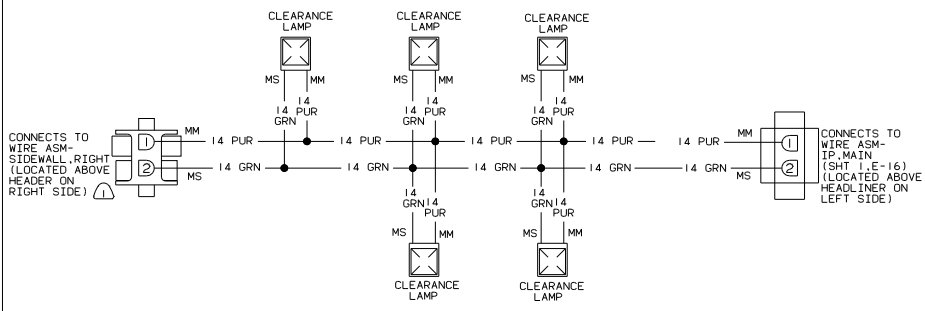 CLEARANCE
LAMP
CLEARANCE
LAMP
CLEARANCE
LAMP
MS MM
MS MM
MS MM
14
GRN
14
PUR
14
GRN
14
PUR
14
GRN
14
PUR
CONNECTS TO
WIRE ASM-
SIDEWALL,RIGHT
(LOCATED ABOVE
HEADER ON
RIGHT SIDE)
1
1
2
MM
MS
14 PUR
14 PUR
14 PUR
14 PUR
14 PUR
14 GRN
14 GRN
14 GRN
14 GRN
14 GRN
MM
MS
1
2
CONNECTS TO
WIRE ASM-
IP,MAIN
(SHT 1,E-16)
(LOCATED ABOVE
HEADLINER ON
LEFT SIDE)
14
GRN
14
PUR
14
GRN
14
PUR
MS MM
MS MM
CLEARANCE
LAMP
CLEARANCE
LAMP